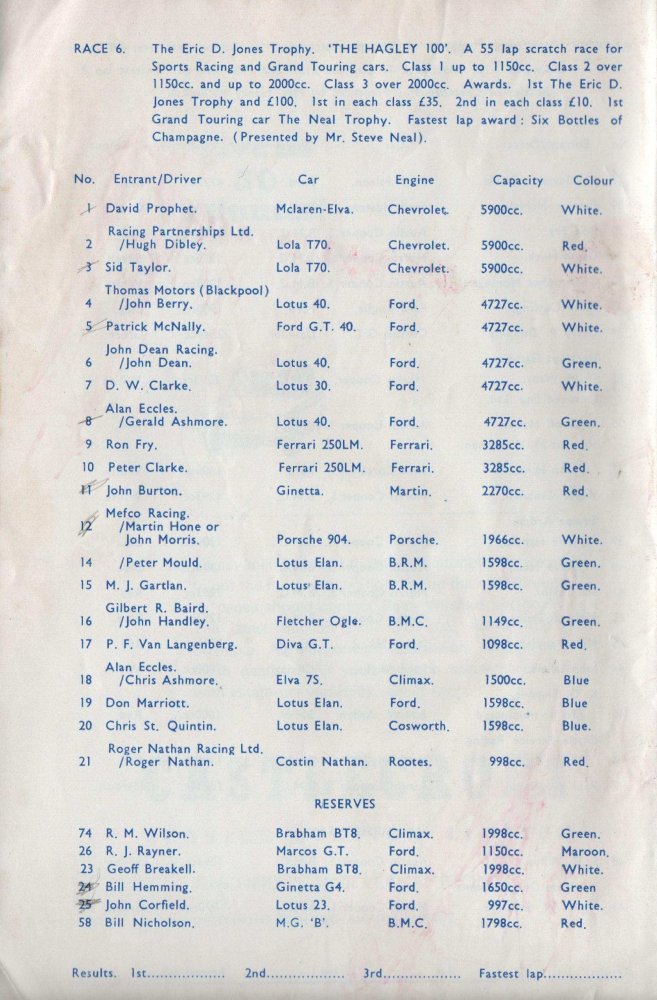 RACE 6. The Eric D. Jones Trophy. 'THE HAGLEY 100'. A 55 lap scratch race for
Sports Racing and Grand Touring cars. Class 1 up to 1150cc. Class 2 over
1150cc. and up to 2000cc. Class 3 over 2000cc. Awards. 1st The Eric D.
Jones Trophy and £100. 1st in each class £35. 2nd in each class £10. 1st
Grand Touring car The Neal Trophy. Fastest lap award : Six Bottles of
Champagne. (Presented by Mr. Steve Neal).
No. Entrant/Driver Car Engine Capacity Colour
1 David Prophet. Mclaren-Elva. Chevrolet. 5900cc. White.
Racing Partnerships Ltd.
2 /Hugh Dibley. Lola T70. Chevrolet. 5900cc. Red.
3 Sid Taylor. Lola T70. Chevrolet. 5900cc. White.
Thomas Motors (Blackpool)
4 /John Berry. Lotus 40. Ford. 4727cc. White.
5 Patrick McNally. Ford G.T. 40. Ford. 4727cc. White.
John Dean Racing.
6 /John Dean. Lotus 40. Ford. 4727cc. Green.
7 D. W. Clarke. Lotus 30. Ford. 4727cc. White.
Alan Eccles.
8 /Gerald Ashmore. Lotus 40. Ford. 4727cc. Green.
9 Ron Fry. Ferrari 250LM. Ferrari. 3285cc. Red.
10 Peter Clarke. Ferrari 250LM. Ferrari. 3285cc. Red.
11 John Burton. Ginetta. Martin. 2270cc. Red.
Mefco Racing.
12 /Martin Hone or
John Morris. Porsche 904. Porsche. 1966cc. White.
14 /Peter Mould. Lotus Elan. B.R.M. 1598cc. Green.
15 M. J. Gartlan. Lotus Elan. B.R.M. 1598cc. Green.
Gilbert R. Baird.
16 /John Handley. Fletcher Ogle. B.M.C. 1149cc. Green.
17 P. F. Van Langenberg. Diva G.T. Ford. 1098cc. Red.
Alan Eccles.
18 /Chris Ashmore. Elva 7S. Climax. 1500cc. Blue
19 Don Marriott. Lotus Elan. Ford. 1598cc. Blue
20 Chris St. Quintin. Lotus Elan. Cosworth. 1598cc. Blue.
Roger Nathan Racing Ltd.
21 /Roger Nathan. Costin Nathan. Rootes. 998cc. Red.
RESERVES
74 R. M. Wilson. Brabham BT8. Climax. 1998cc. Green.
26 R. J. Rayner. Marcos G.T. Ford. 1150cc. Maroon.
23 Geoff Breakell. Brabham BT8. Climax. 1998cc. White.
24 Bill Hemming. Ginetta G4. Ford. 1650cc. Green
25 John Corfield. Lotus 23. Ford. 997cc. White.
58 Bill Nicholson. M.G. 'B'. B.M.C. 1798cc. Red.
Results. 1st.................. 2nd.................. 3rd.................. Fastest lap..................